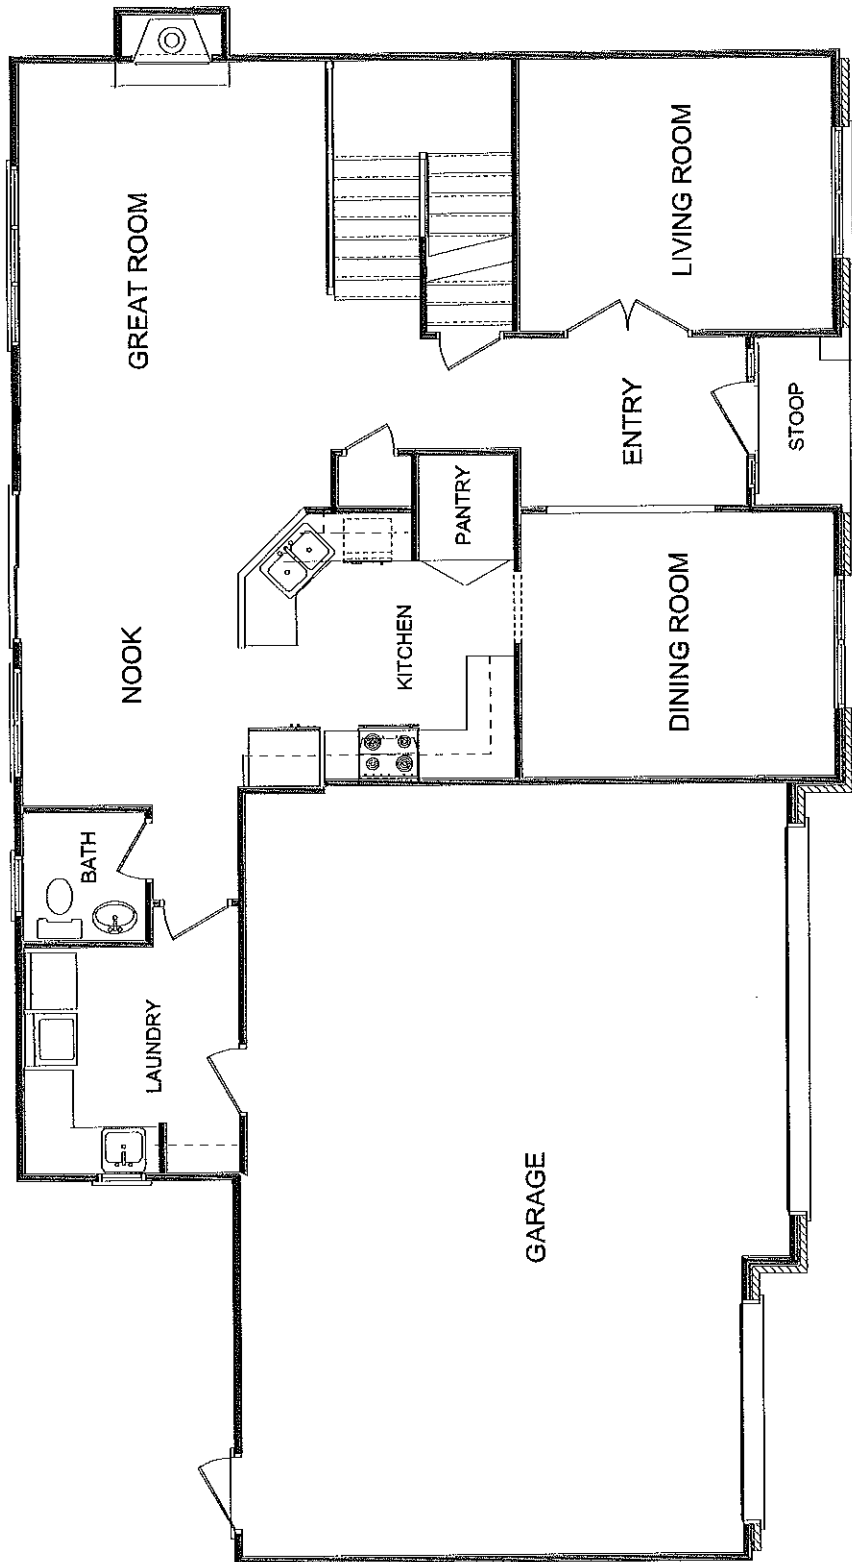 GREAT ROOM
LIVING ROOM
ENTRY
STOOP
PANTRY
NOOK
KITCHEN
DINING ROOM
BATH
LAUNDRY
GARAGE